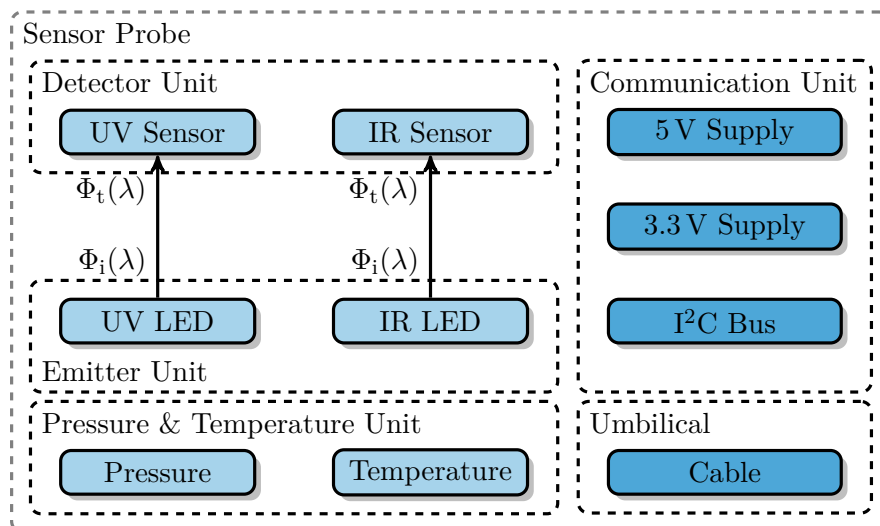 Sensor Probe
Detector Unit
UV Sensor
IR Sensor
Φt(λ)
Φt(λ)
Φi(λ)
Φi(λ)
UV LED
IR LED
Emitter Unit
Communication Unit
5 V Supply
3.3 V Supply
I²C Bus
Pressure & Temperature Unit
Pressure
Temperature
Umbilical
Cable